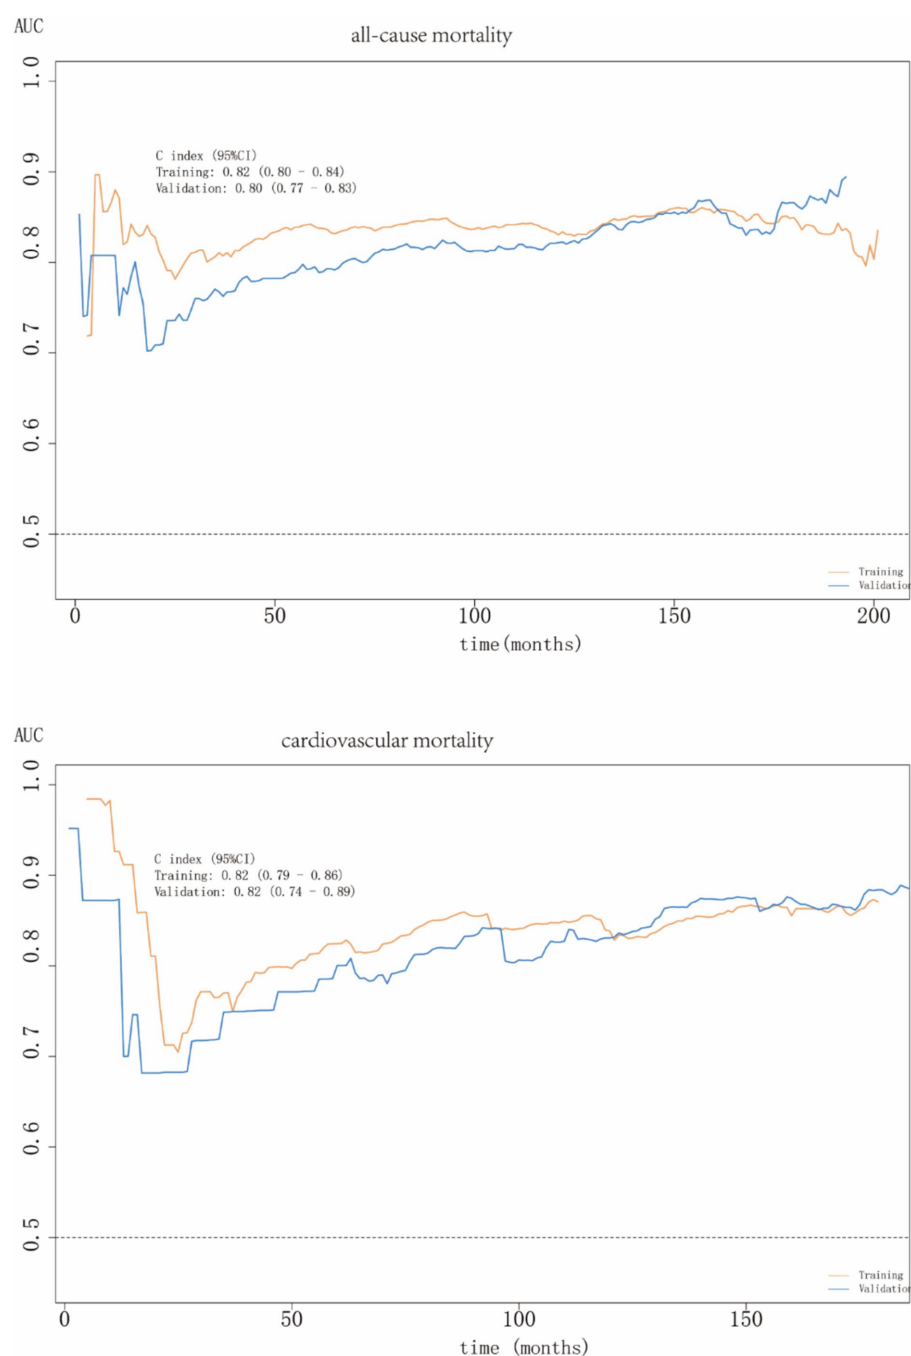 AUC
all-cause mortality
1.0
0.9
0.8
0.7
0.6
0.5
C index (95%CI)
Training: 0.82 (0.80 - 0.84)
Validation: 0.80 (0.77 - 0.83)
Training
Validation
0 50 100 150 200
time(months)
AUC
cardiovascular mortality
1.0
0.9
0.8
0.7
0.6
0.5
C index (95%CI)
Training: 0.82 (0.79 - 0.86)
Validation: 0.82 (0.74 - 0.89)
Training
Validation
0 50 100 150
time (months)